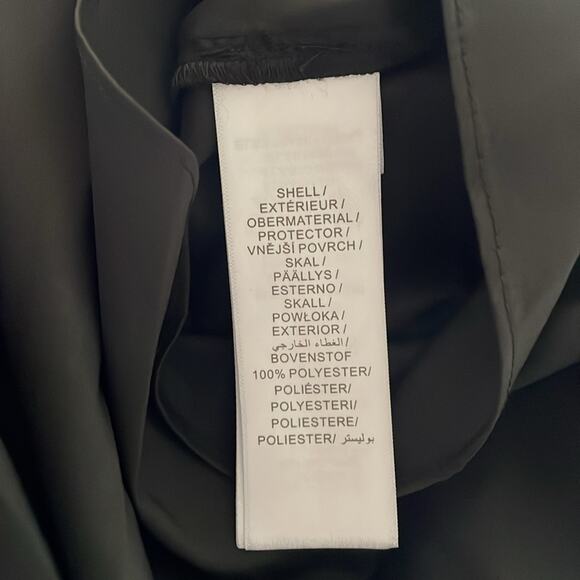 SHELL/
EXTÉRIEUR/
OBERMATERIAL/
PROTECTOR/
VNĚJŠÍ POVRCH/
SKAL/
PÄÄLLYS/
ESTERNO/
SKALL/
POWŁOKA/
EXTERIOR/
الغطاء الخارجي/
BOVENSTOF
100% POLYESTER/
POLIÉSTER/
POLYESTERI/
POLIESTERE/
POLIESTER/ بوليستر